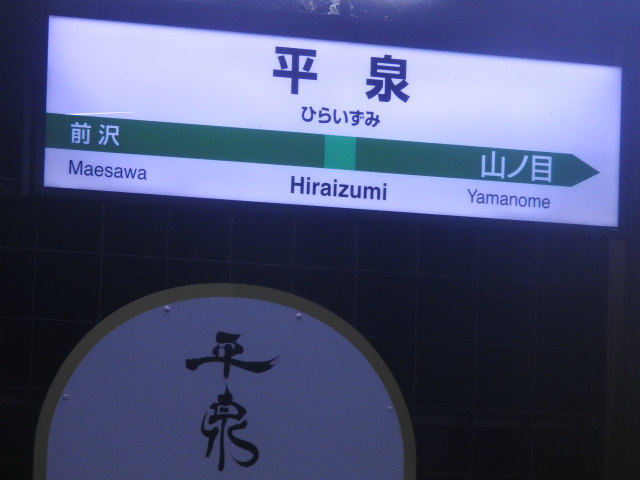 平泉
ひらいずみ
前沢 山ノ目
Maesawa Hiraizumi Yamanome
平
泉